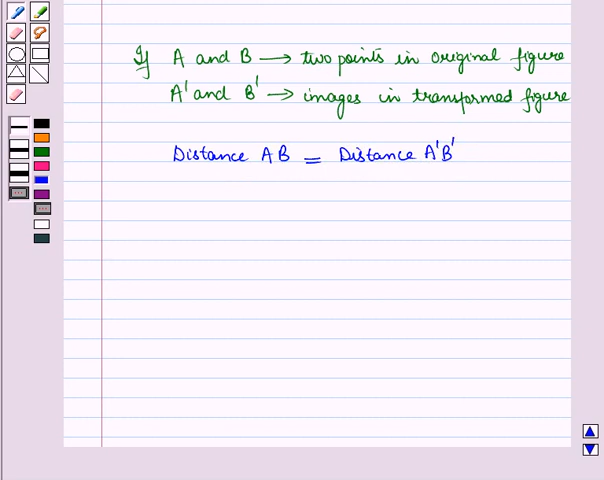 If A and B → two points in original figure
A' and B' → images in transformed figure
Distance AB = Distance A'B'